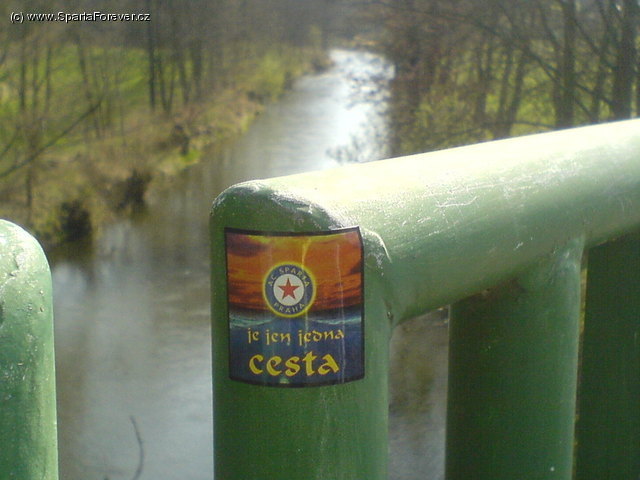 (c) www.SpartaForever.cz
AC SPARTA
PRAHA
je jen jedna
cesta